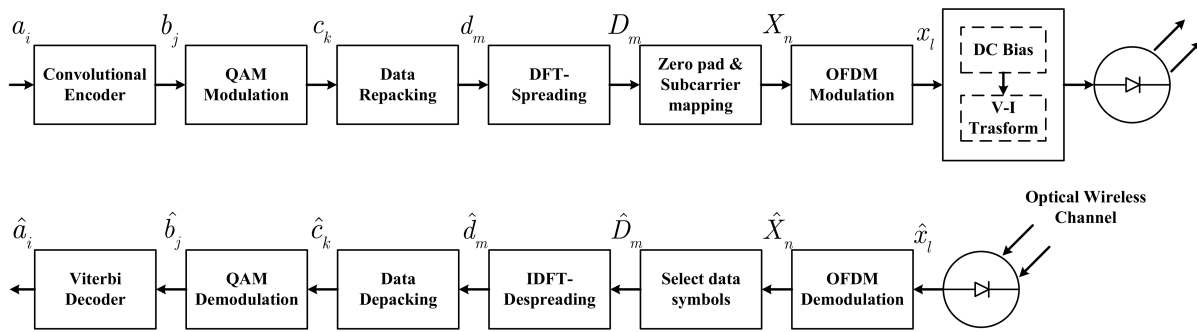 a_i b_j c_k d_m D_m X_n x_l
Convolutional
Encoder
QAM
Modulation
Data
Repacking
DFT-
Spreading
Zero pad &
Subcarrier
mapping
OFDM
Modulation
DC Bias
V-I
Trasform
Optical Wireless
Channel
â_i b̂_j ĉ_k d̂_m D̂_m X̂_n x̂_l
Viterbi
Decoder
QAM
Demodulation
Data
Depacking
IDFT-
Despreading
Select data
symbols
OFDM
Demodulation